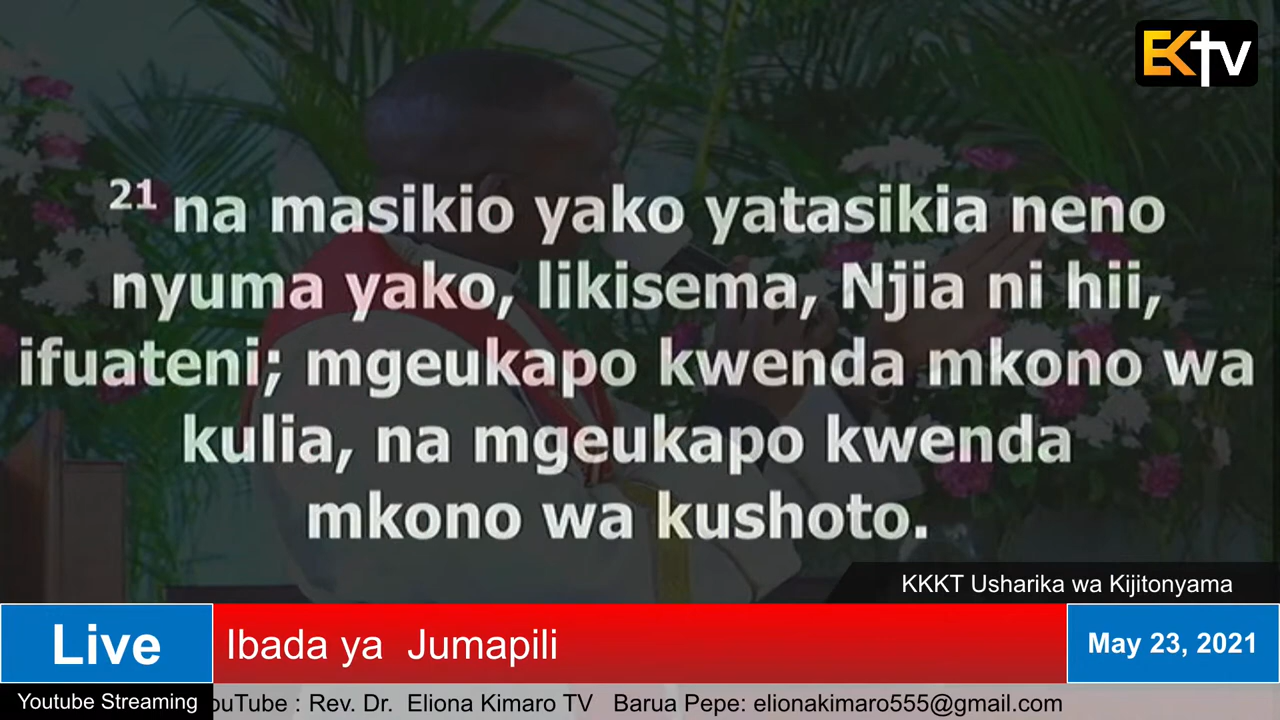 EKTV
21 na masikio yako yatasikia neno
nyuma yako, likisema, Njia ni hii,
ifuateni; mgeukapo kwenda mkono wa
kulia, na mgeukapo kwenda
mkono wa kushoto.
KKKT Usharika wa Kijitonyama
Live
Ibada ya Jumapili
May 23, 2021
Youtube Streaming
ouTube : Rev. Dr. Eliona Kimaro TV Barua Pepe: elionakimaro555@gmail.com